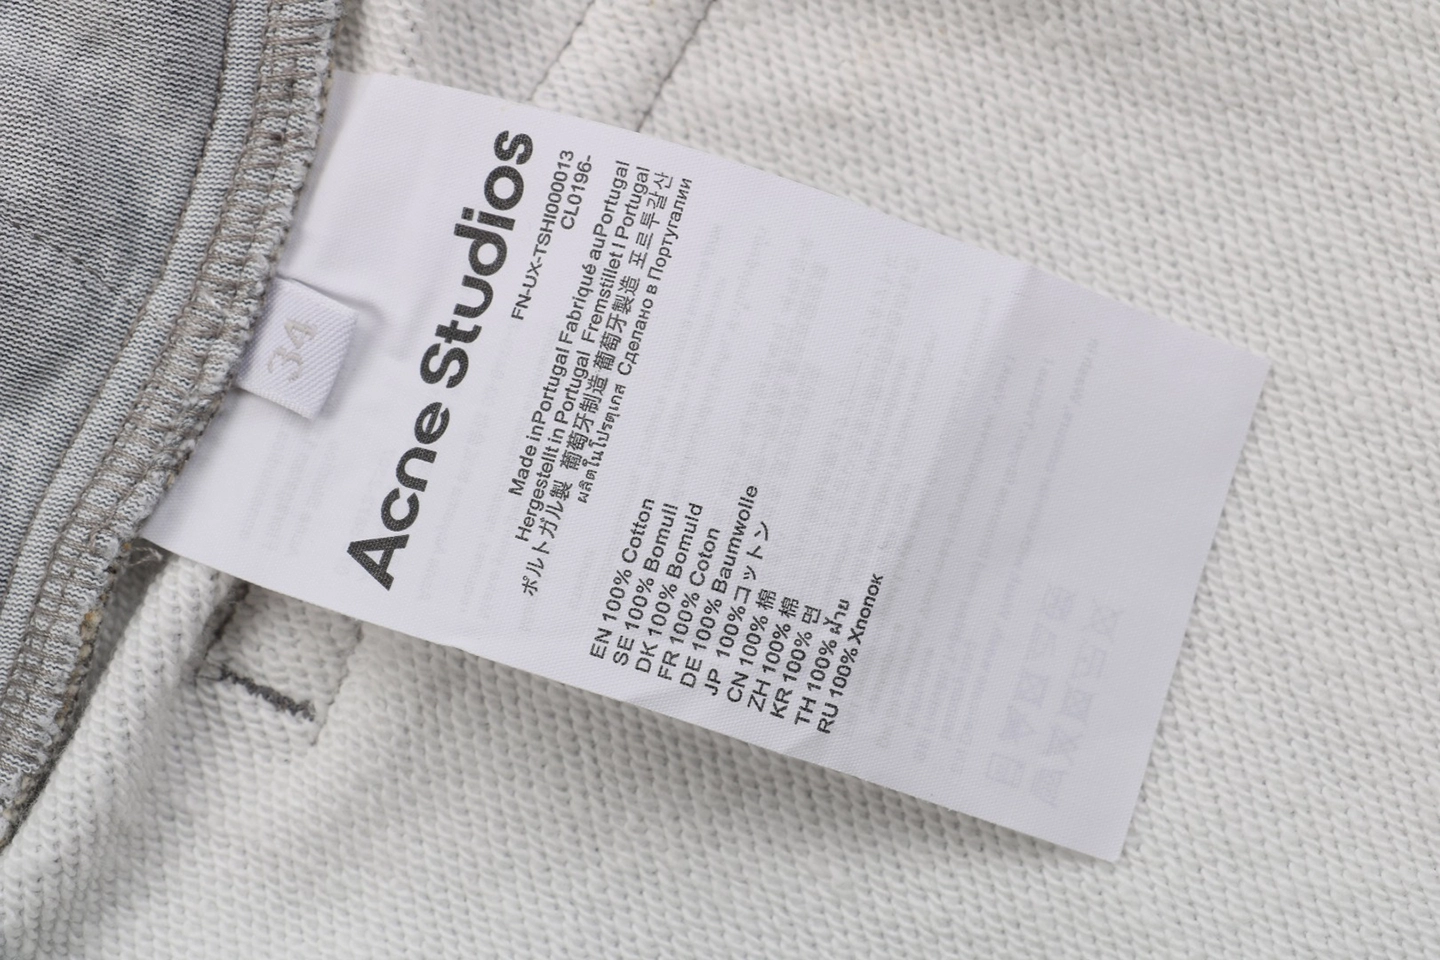 Acne Studios
FN-UX-TSHI000013
CL0196-
Made in Portugal Fabriqué au Portugal
Hergestellt in Portugal Fremstillet I Portugal
ポルトガル製 葡萄牙制造 葡萄牙製造 포르투갈산
ผลิตในโปรตุเกส Сделано в Португалии
EN 100% Cotton
SE 100% Bomull
DK 100% Bomuld
FR 100% Coton
DE 100% Baumwolle
JP 100%コットン
CN 100% 棉
ZH 100% 棉
KR 100% 면
TH 100% ฝ้าย
RU 100% Хлопок
34